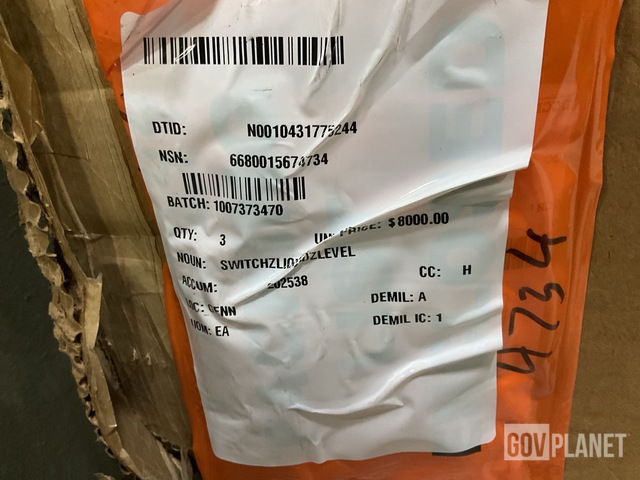 DTID: N0010431775244
NSN: 6680015674734
BATCH: 1007373470
QTY: 3 PRICE: $8000.00
NOUN:
ACCUM: 202538
CC: H
DEMIL: A
UOM: EA
DEMIL IC: 1
4734
GOVPLANET